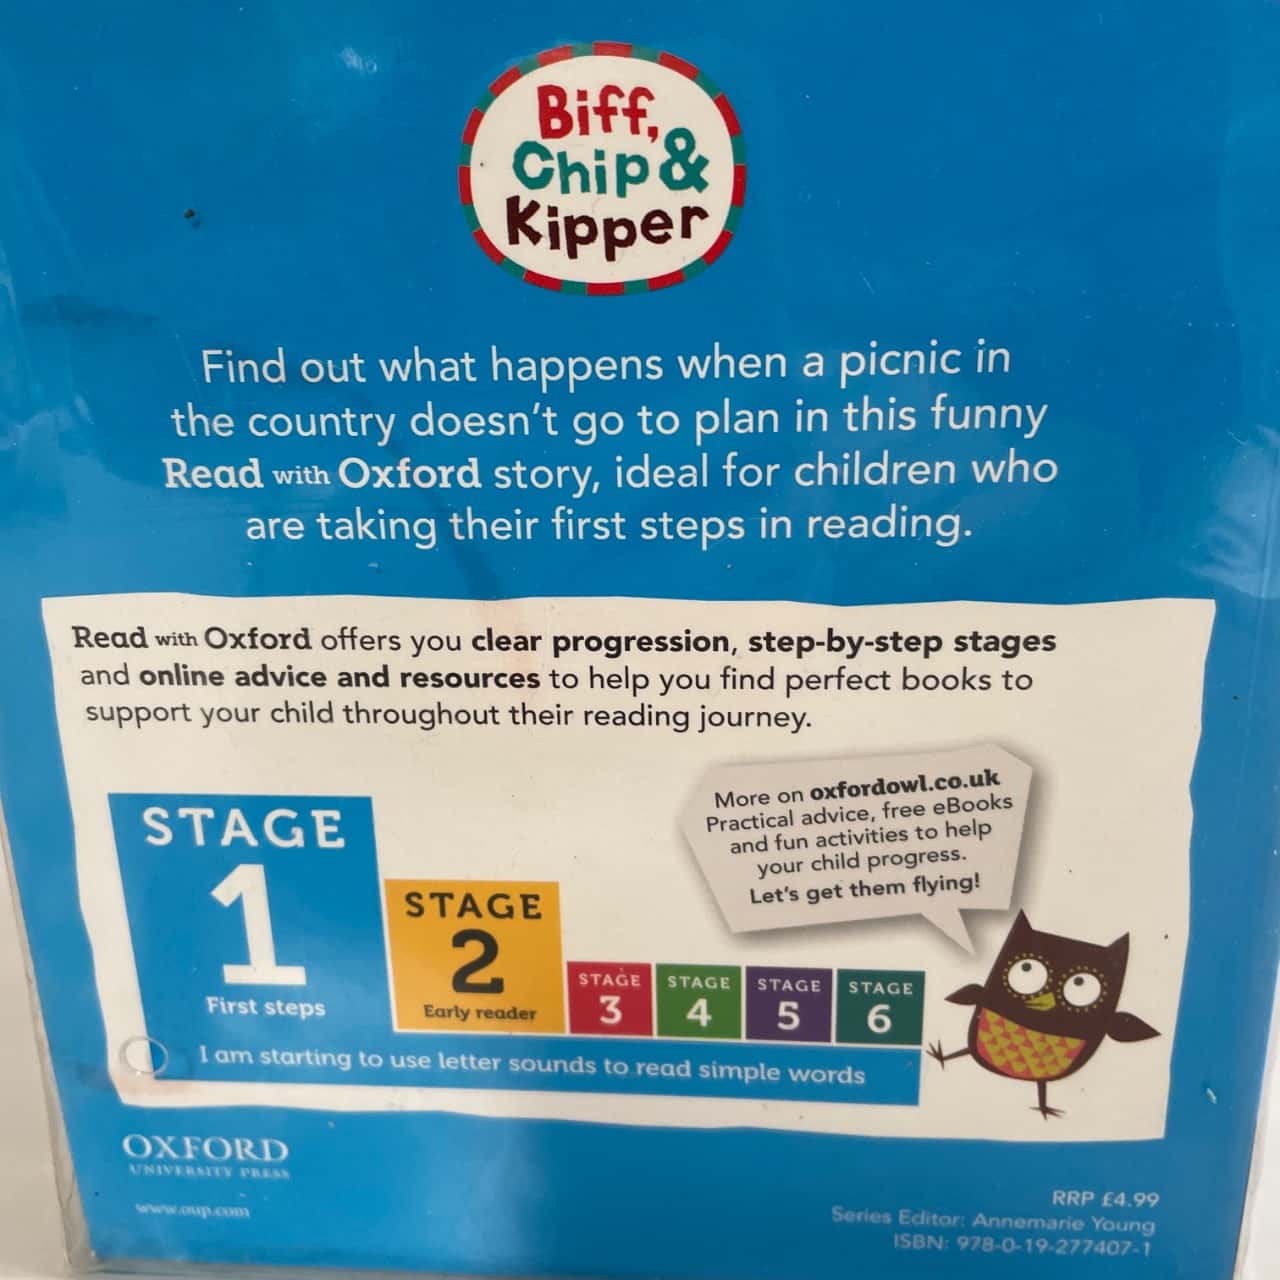 Biff,
Chip &
Kipper
Find out what happens when a picnic in
the country doesn't go to plan in this funny
Read with Oxford story, ideal for children who
are taking their first steps in reading.
Read with Oxford offers you clear progression, step-by-step stages
and online advice and resources to help you find perfect books to
support your child throughout their reading journey.
More on oxfordowl.co.uk
Practical advice, free eBooks
and fun activities to help
your child progress.
Let's get them flying!
STAGE
1
First steps
STAGE
2
Early reader
STAGE
3
STAGE
4
STAGE
5
STAGE
6
I am starting to use letter sounds to read simple words
OXFORD
UNIVERSITY PRESS
www.oup.com
RRP £4.99
Series Editor: Annemarie Young
ISBN: 978-0-19-277407-1